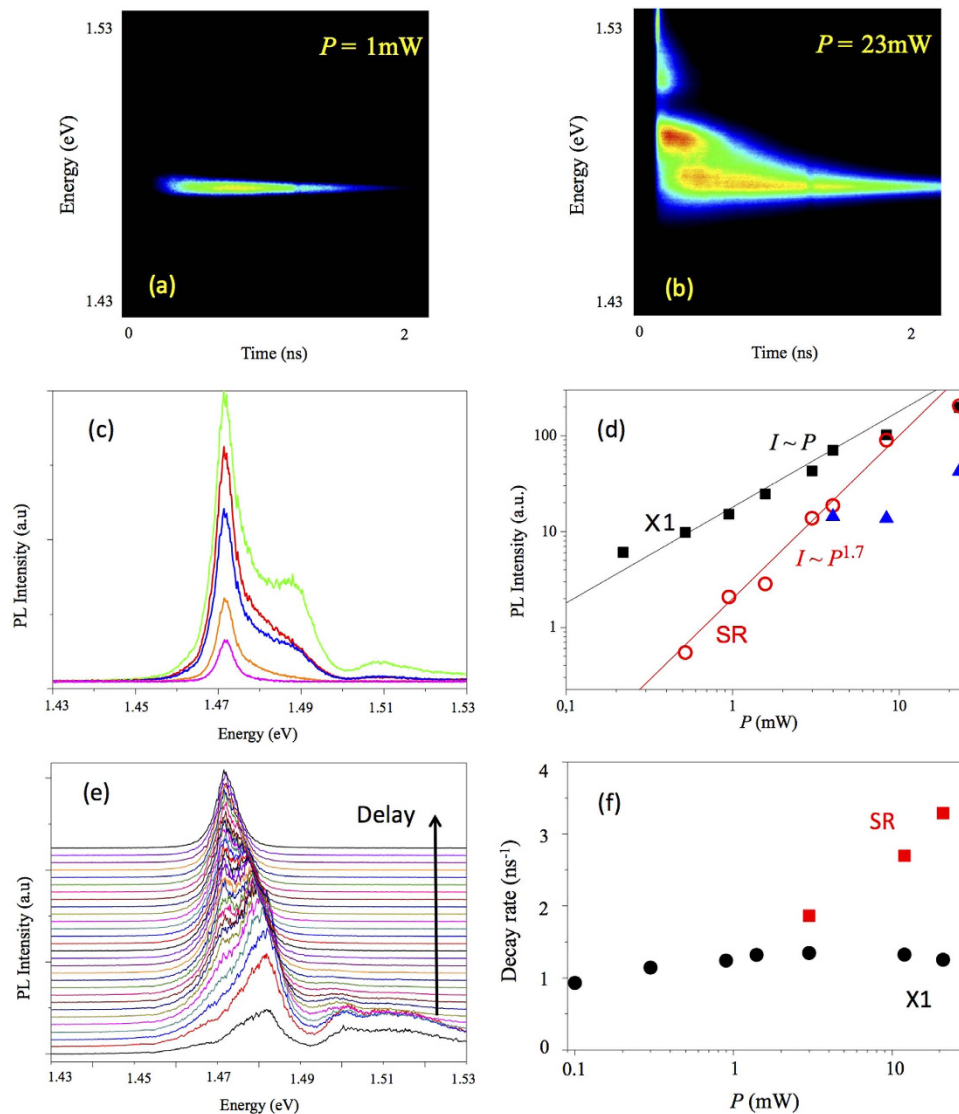 1.53
P = 1mW
Energy (eV)
(a)
1.43
0
2
Time (ns)
1.53
P = 23mW
Energy (eV)
(b)
1.43
0
2
Time (ns)
(c)
PL Intensity (a.u)
1.43
1.45
1.47
1.49
1.51
1.53
Energy (eV)
(d)
100
10
1
PL Intensity (a.u.)
I ~ P
X1
I ~ P^1.7
SR
0,1
1
10
P (mW)
(e)
Delay
PL Intensity (a.u)
1.43
1.45
1.47
1.49
1.51
1.53
Energy (eV)
(f)
4
3
2
1
0
Decay rate (ns⁻¹)
SR
X1
0.1
1
10
P (mW)